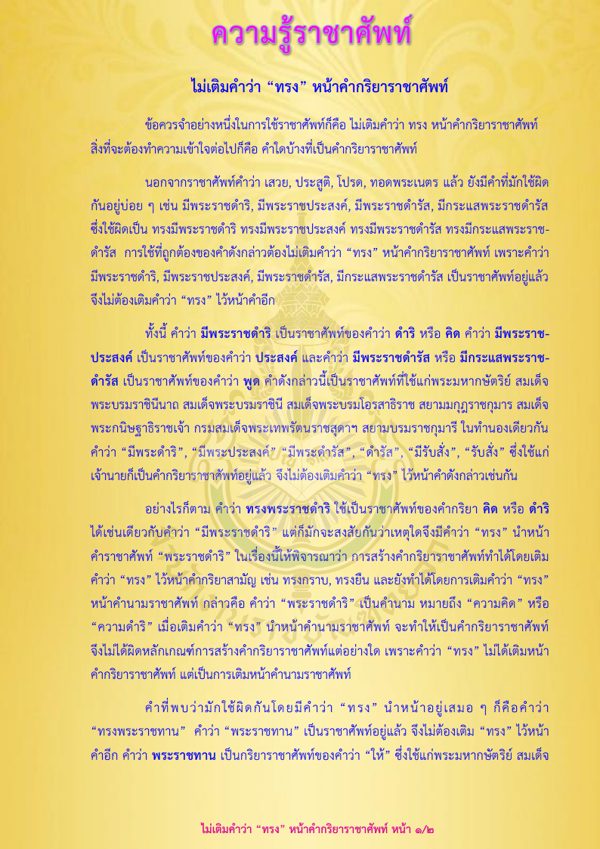 ความรู้ราชาศัพท์
ไม่เติมคำว่า “ทรง” หน้าคำกริยาราชาศัพท์
ข้อควรจำอย่างหนึ่งในการใช้ราชาศัพท์ก็คือ ไม่เติมคำว่า ทรง หน้าคำกริยาราชาศัพท์
สิ่งที่จะต้องทำความเข้าใจต่อไปก็คือ คำใดบ้างที่เป็นคำกริยาราชาศัพท์
นอกจากราชาศัพท์คำว่า เสวย, ประสูติ, โปรด, ทอดพระเนตร แล้ว ยังมีคำที่มักใช้ผิด
กันอยู่บ่อย ๆ เช่น มีพระราชดำริ, มีพระราชประสงค์, มีพระราชดำรัส, มีกระแสพระราชดำรัส
ซึ่งใช้ผิดเป็น ทรงมีพระราชดำริ ทรงมีพระราชประสงค์ ทรงมีพระราชดำรัส ทรงมีกระแสพระราช-
ดำรัส การใช้ที่ถูกต้องของคำดังกล่าวต้องไม่เติมคำว่า “ทรง” หน้าคำกริยาราชาศัพท์ เพราะคำว่า
มีพระราชดำริ, มีพระราชประสงค์, มีพระราชดำรัส, มีกระแสพระราชดำรัส เป็นราชาศัพท์อยู่แล้ว
จึงไม่ต้องเติมคำว่า “ทรง” ไว้หน้าคำอีก
ทั้งนี้ คำว่า มีพระราชดำริ เป็นราชาศัพท์ของคำว่า ดำริ หรือ คิด คำว่า มีพระราช-
ประสงค์ เป็นราชาศัพท์ของคำว่า ประสงค์ และคำว่า มีพระราชดำรัส หรือ มีกระแสพระราช-
ดำรัส เป็นราชาศัพท์ของคำว่า พูด คำดังกล่าวนี้เป็นราชาศัพท์ที่ใช้แก่พระมหากษัตริย์ สมเด็จ
พระบรมราชินีนาถ สมเด็จพระบรมราชินี สมเด็จพระบรมโอรสาธิราช สยามมกุฎราชกุมาร สมเด็จ
พระกนิษฐาธิราชเจ้า กรมสมเด็จพระเทพรัตนราชสุดาฯ สยามบรมราชกุมารี ในทำนองเดียวกัน
คำว่า “มีพระดำริ”, “มีพระประสงค์” “มีพระดำรัส”, “ดำรัส”, “มีรับสั่ง”, “รับสั่ง” ซึ่งใช้แก่
เจ้านายก็เป็นคำกริยาราชาศัพท์อยู่แล้ว จึงไม่ต้องเติมคำว่า “ทรง” ไว้หน้าคำดังกล่าวเช่นกัน
อย่างไรก็ตาม คำว่า ทรงพระราชดำริ ใช้เป็นราชาศัพท์ของคำกริยา คิด หรือ ดำริ
ได้เช่นเดียวกับคำว่า “มีพระราชดำริ” แต่ก็มักจะสงสัยกันว่าเหตุใดจึงมีคำว่า “ทรง” นำหน้า
คำราชาศัพท์ “พระราชดำริ” ในเรื่องนี้ให้พิจารณาว่า การสร้างคำกริยาราชาศัพท์ทำได้โดยเติม
คำว่า “ทรง” ไว้หน้าคำกริยาสามัญ เช่น ทรงกราบ, ทรงยืน และยังทำได้โดยการเติมคำว่า “ทรง”
หน้าคำนามราชาศัพท์ กล่าวคือ คำว่า “พระราชดำริ” เป็นคำนาม หมายถึง “ความคิด” หรือ
“ความดำริ” เมื่อเติมคำว่า “ทรง” นำหน้าคำนามราชาศัพท์ จะทำให้เป็นคำกริยาราชาศัพท์
จึงไม่ได้ผิดหลักเกณฑ์การสร้างคำกริยาราชาศัพท์แต่อย่างใด เพราะคำว่า “ทรง” ไม่ได้เติมหน้า
คำกริยาราชาศัพท์ แต่เป็นการเติมหน้าคำนามราชาศัพท์
คำที่พบว่ามักใช้ผิดกันโดยมีคำว่า “ทรง” นำหน้าอยู่เสมอ ๆ ก็คือคำว่า
“ทรงพระราชทาน” คำว่า “พระราชทาน” เป็นราชาศัพท์อยู่แล้ว จึงไม่ต้องเติม “ทรง” ไว้หน้า
คำอีก คำว่า พระราชทาน เป็นกริยาราชาศัพท์ของคำว่า “ให้” ซึ่งใช้แก่พระมหากษัตริย์ สมเด็จ
ไม่เติมคำว่า “ทรง” หน้าคำกริยาราชาศัพท์ หน้า ๑/๒